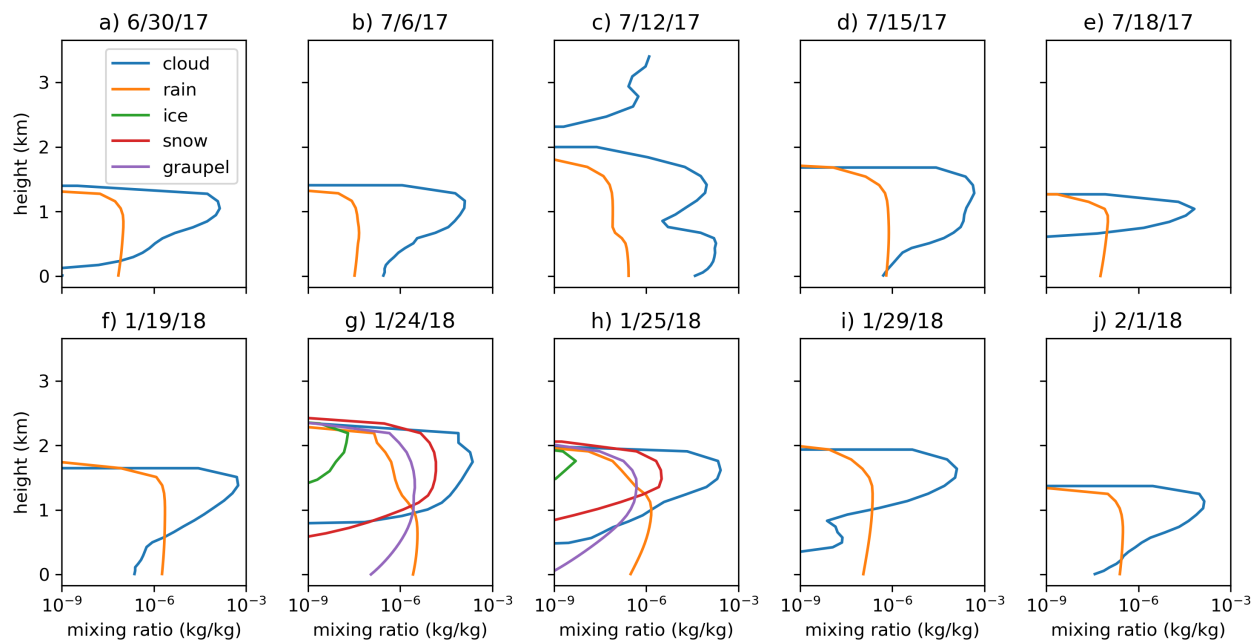 a) 6/30/17
b) 7/6/17
c) 7/12/17
d) 7/15/17
e) 7/18/17
height (km)
3
2
1
0
cloud
rain
ice
snow
graupel
f) 1/19/18
g) 1/24/18
h) 1/25/18
i) 1/29/18
j) 2/1/18
height (km)
3
2
1
0
10⁻⁹ 10⁻⁶ 10⁻³
mixing ratio (kg/kg)
10⁻⁹ 10⁻⁶ 10⁻³
mixing ratio (kg/kg)
10⁻⁹ 10⁻⁶ 10⁻³
mixing ratio (kg/kg)
10⁻⁹ 10⁻⁶ 10⁻³
mixing ratio (kg/kg)
10⁻⁹ 10⁻⁶ 10⁻³
mixing ratio (kg/kg)